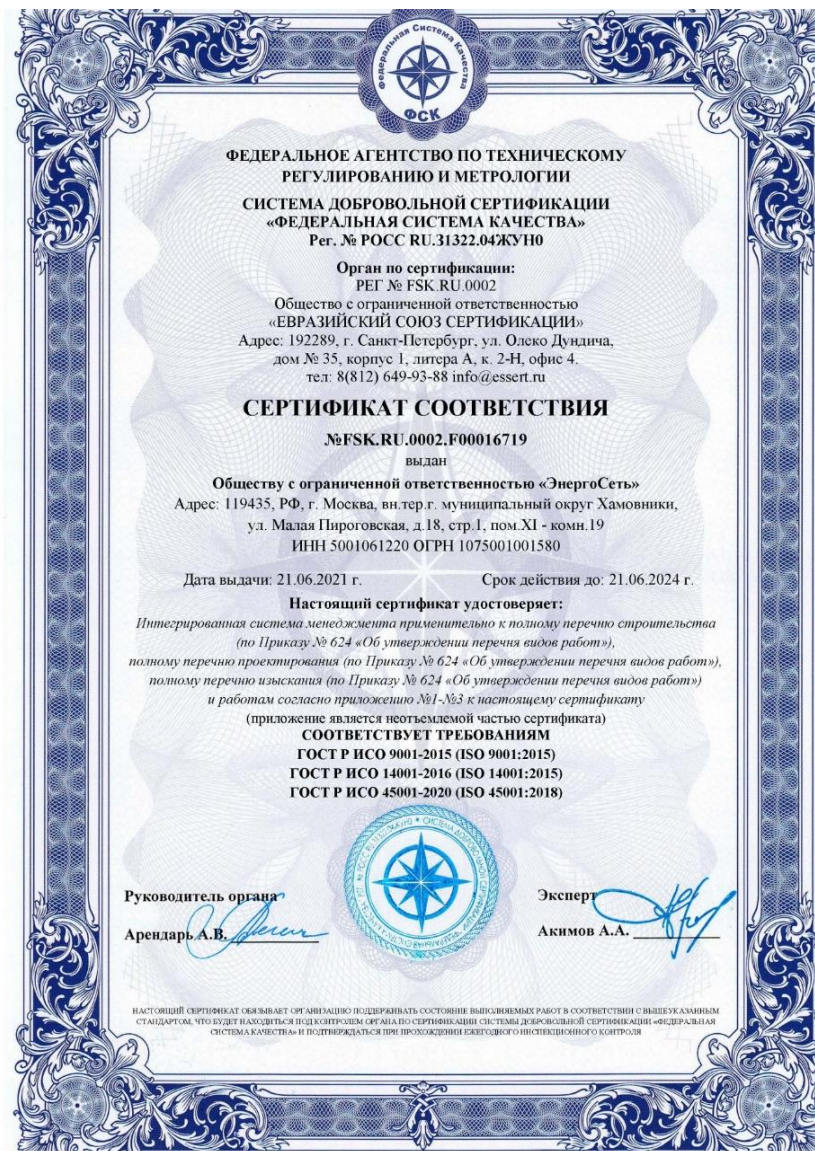 Федеральная Система Качества
ФСК
ФЕДЕРАЛЬНОЕ АГЕНТСТВО ПО ТЕХНИЧЕСКОМУ
РЕГУЛИРОВАНИЮ И МЕТРОЛОГИИ
СИСТЕМА ДОБРОВОЛЬНОЙ СЕРТИФИКАЦИИ
«ФЕДЕРАЛЬНАЯ СИСТЕМА КАЧЕСТВА»
Рег. № РОСС RU.31322.04ЖУН0
Орган по сертификации:
РЕГ № FSK.RU.0002
Общество с ограниченной ответственностью
«ЕВРАЗИЙСКИЙ СОЮЗ СЕРТИФИКАЦИИ»
Адрес: 192289, г. Санкт-Петербург, ул. Олеко Дундича,
дом № 35, корпус 1, литера А, к. 2-Н, офис 4.
тел: 8(812) 649-93-88 info@essert.ru
СЕРТИФИКАТ СООТВЕТСТВИЯ
№FSK.RU.0002.F00016719
выдан
Обществу с ограниченной ответственностью «ЭнергоСеть»
Адрес: 119435, РФ, г. Москва, вн.тер.г. муниципальный округ Хамовники,
ул. Малая Пироговская, д.18, стр.1, пом.XI - комн.19
ИНН 5001061220 ОГРН 1075001001580
Дата выдачи: 21.06.2021 г. Срок действия до: 21.06.2024 г.
Настоящий сертификат удостоверяет:
Интегрированная система менеджмента применительно к полному перечню строительства
(по Приказу № 624 «Об утверждении перечня видов работ»),
полному перечню проектирования (по Приказу № 624 «Об утверждении перечня видов работ»),
полному перечню изыскания (по Приказу № 624 «Об утверждении перечня видов работ»)
и работам согласно приложению №1-№3 к настоящему сертификату
(приложение является неотъемлемой частью сертификата)
СООТВЕТСТВУЕТ ТРЕБОВАНИЯМ
ГОСТ Р ИСО 9001-2015 (ISO 9001:2015)
ГОСТ Р ИСО 14001-2016 (ISO 14001:2015)
ГОСТ Р ИСО 45001-2020 (ISO 45001:2018)
Руководитель органа
Арендарь А.В.
Эксперт
Акимов А.А.
НАСТОЯЩИЙ СЕРТИФИКАТ ОБЯЗЫВАЕТ ОРГАНИЗАЦИЮ ПОДДЕРЖИВАТЬ СОСТОЯНИЕ ВЫПОЛНЯЕМЫХ РАБОТ В СООТВЕТСТВИИ С ВЫШЕУКАЗАННЫМ
СТАНДАРТОМ, ЧТО БУДЕТ НАХОДИТЬСЯ ПОД КОНТРОЛЕМ ОРГАНА ПО СЕРТИФИКАЦИИ СИСТЕМЫ ДОБРОВОЛЬНОЙ СЕРТИФИКАЦИИ «ФЕДЕРАЛЬНАЯ
СИСТЕМА КАЧЕСТВА» И ПОДТВЕРЖДАТЬСЯ ПРИ ПРОХОЖДЕНИИ ЕЖЕГОДНОГО ИНСПЕКЦИОННОГО КОНТРОЛЯ